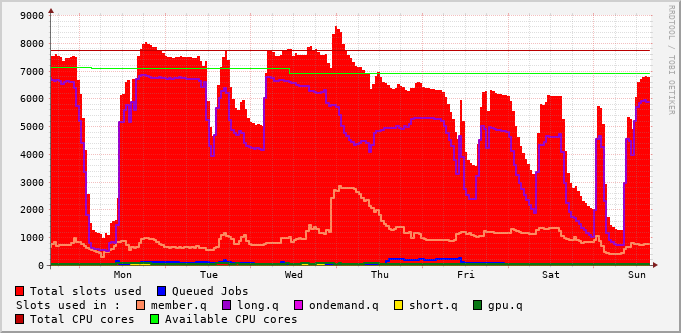 9000
8000
7000
6000
5000
4000
3000
2000
1000
0
Mon Tue Wed Thu Fri Sat Sun
RRDTOOL / TOBI OETIKER
Total slots used Queued Jobs
Slots used in : member.q long.q ondemand.q short.q gpu.q
Total CPU cores Available CPU cores